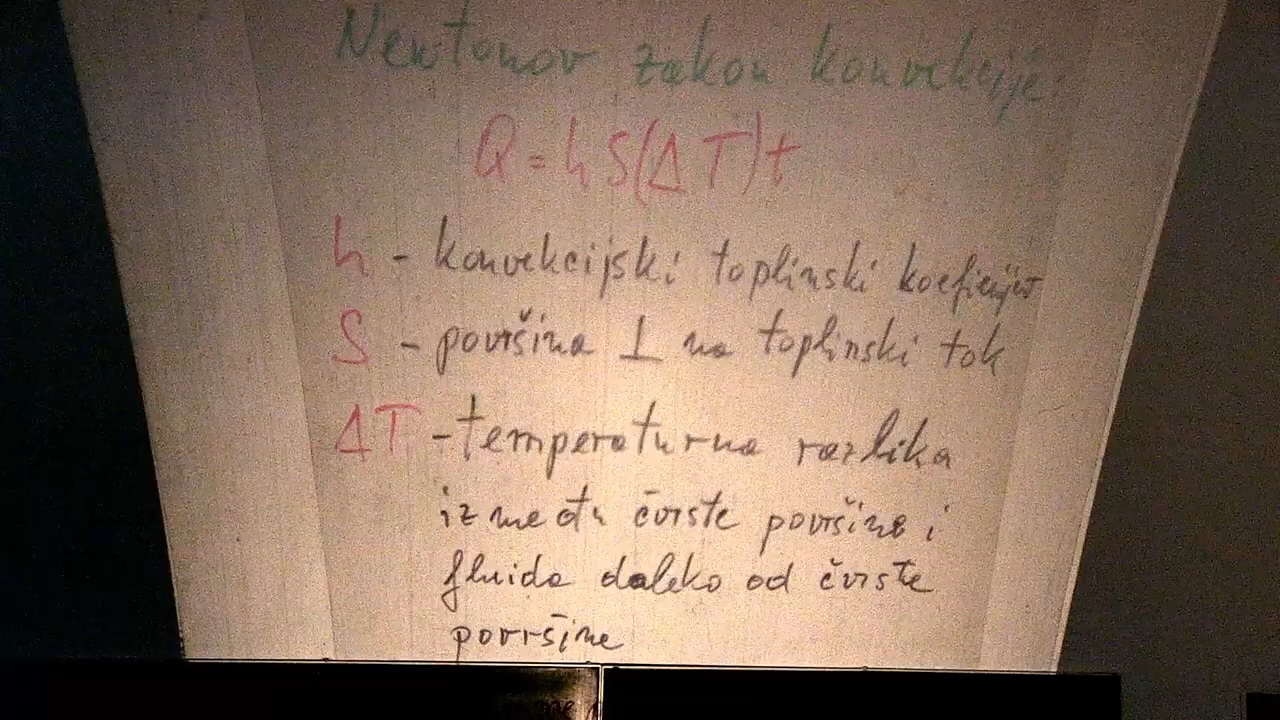 Newtonov zakon konvekcije:
Q = h S(ΔT)t
h - konvekcijski toplinski koeficijent
S - površina ⊥ na toplinski tok
ΔT - temperaturna razlika
između čvrste površine i
fluida daleko od čvrste
površine